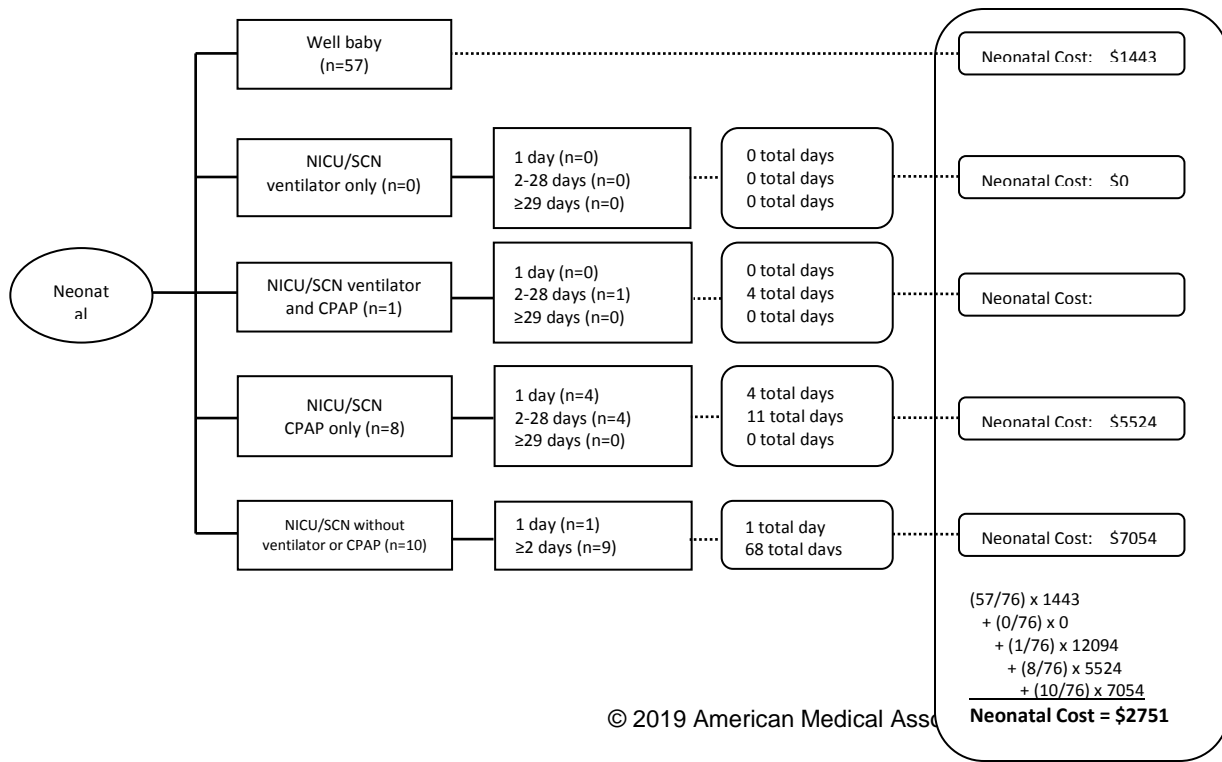 Neonat
al
Well baby
(n=57)
Neonatal Cost: $1443
NICU/SCN
ventilator only (n=0)
1 day (n=0)
2-28 days (n=0)
≥29 days (n=0)
0 total days
0 total days
0 total days
Neonatal Cost: $0
NICU/SCN ventilator
and CPAP (n=1)
1 day (n=0)
2-28 days (n=1)
≥29 days (n=0)
0 total days
4 total days
0 total days
Neonatal Cost:
NICU/SCN
CPAP only (n=8)
1 day (n=4)
2-28 days (n=4)
≥29 days (n=0)
4 total days
11 total days
0 total days
Neonatal Cost: $5524
NICU/SCN without
ventilator or CPAP (n=10)
1 day (n=1)
≥2 days (n=9)
1 total day
68 total days
Neonatal Cost: $7054
(57/76) x 1443
+ (0/76) x 0
+ (1/76) x 12094
+ (8/76) x 5524
+ (10/76) x 7054
Neonatal Cost = $2751
© 2019 American Medical Asso